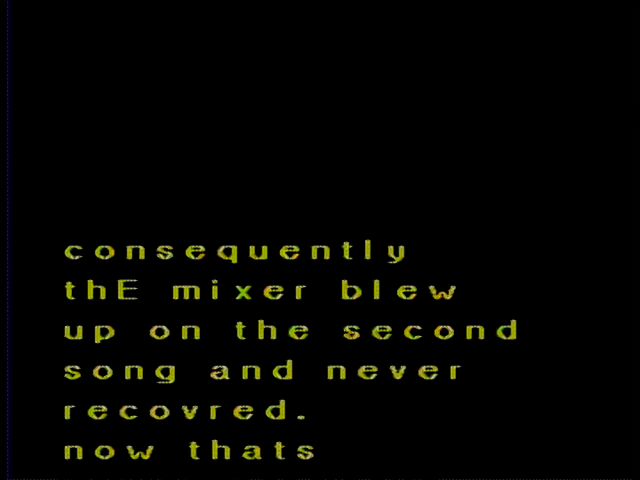 consequently
thE mixer blew
up on the second
song and never
recovred.
now thats